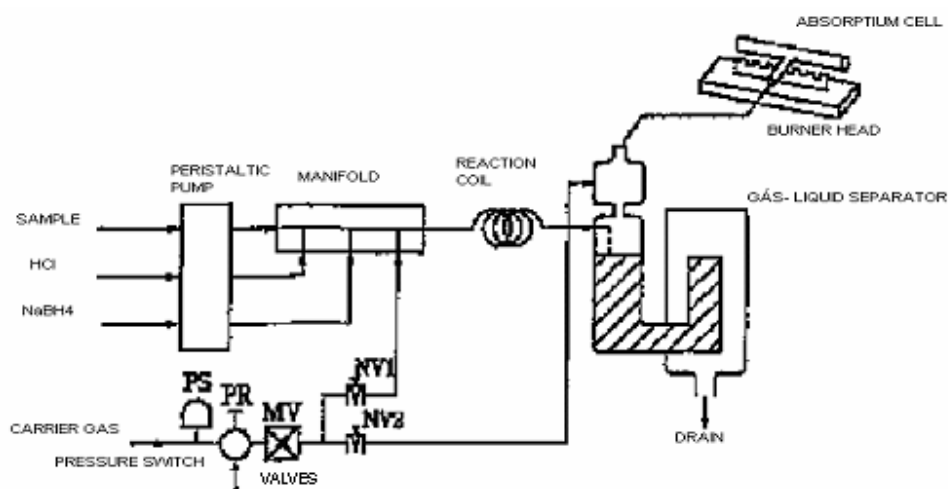 ABSORPTIUM CELL
BURNER HEAD
PERISTALTIC
PUMP
MANIFOLD
REACTION
COIL
GÁS- LIQUID SEPARATOR
SAMPLE
HCl
NaBH4
PS
PR
MV
NV1
NV2
CARRIER GAS
PRESSURE SWITCH
VALVES
DRAIN